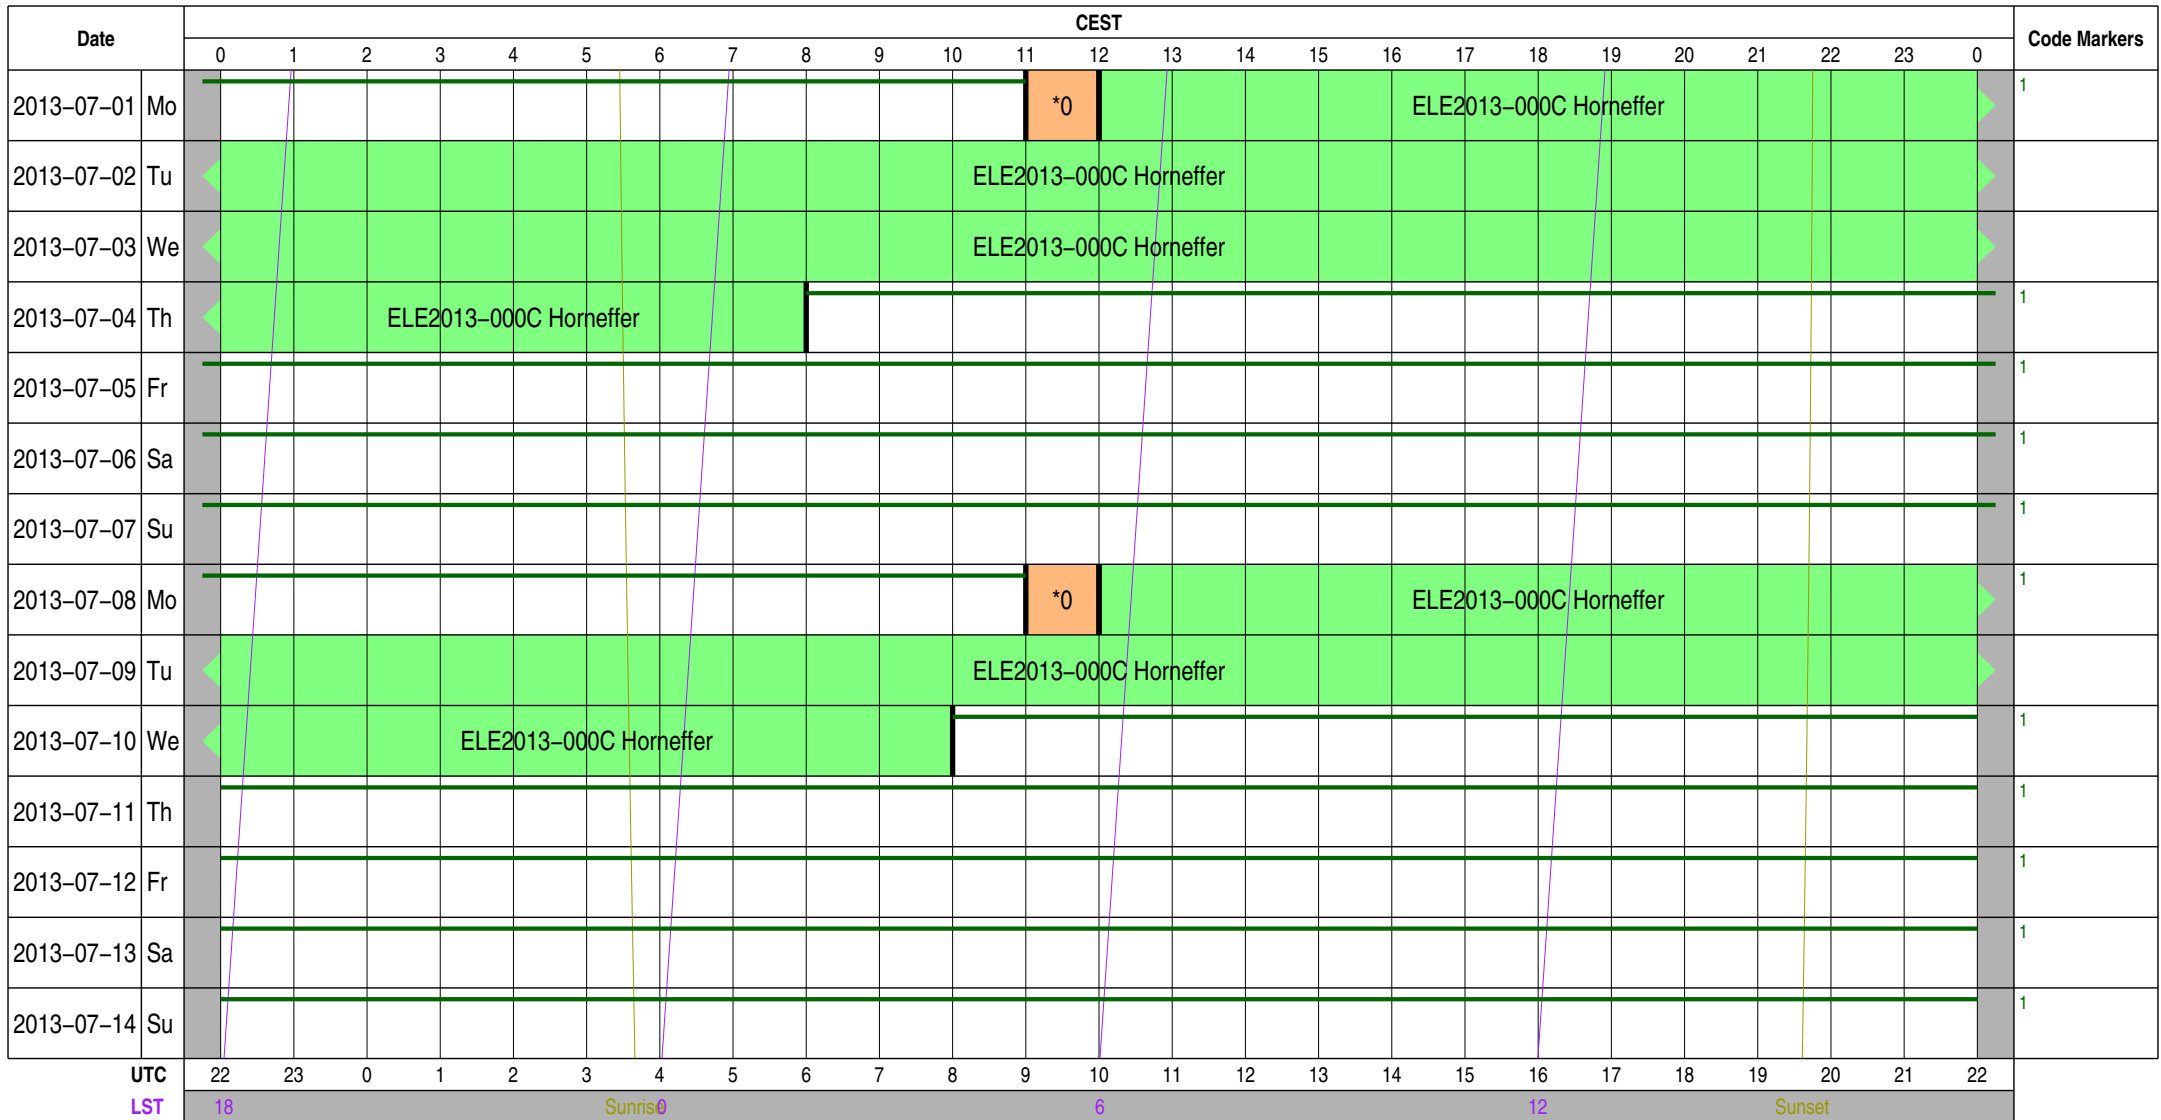 Date CEST Code Markers
0 1 2 3 4 5 6 7 8 9 10 11 12 13 14 15 16 17 18 19 20 21 22 23 0
2013−07−01 Mo *0 ELE2013−000C Horneffer 1
2013−07−02 Tu ELE2013−000C Horneffer
2013−07−03 We ELE2013−000C Horneffer
2013−07−04 Th ELE2013−000C Horneffer 1
2013−07−05 Fr 1
2013−07−06 Sa 1
2013−07−07 Su 1
2013−07−08 Mo *0 ELE2013−000C Horneffer 1
2013−07−09 Tu ELE2013−000C Horneffer
2013−07−10 We ELE2013−000C Horneffer 1
2013−07−11 Th 1
2013−07−12 Fr 1
2013−07−13 Sa 1
2013−07−14 Su 1
UTC 22 23 0 1 2 3 4 5 6 7 8 9 10 11 12 13 14 15 16 17 18 19 20 21 22
LST 18 Sunrise 0 6 12 Sunset